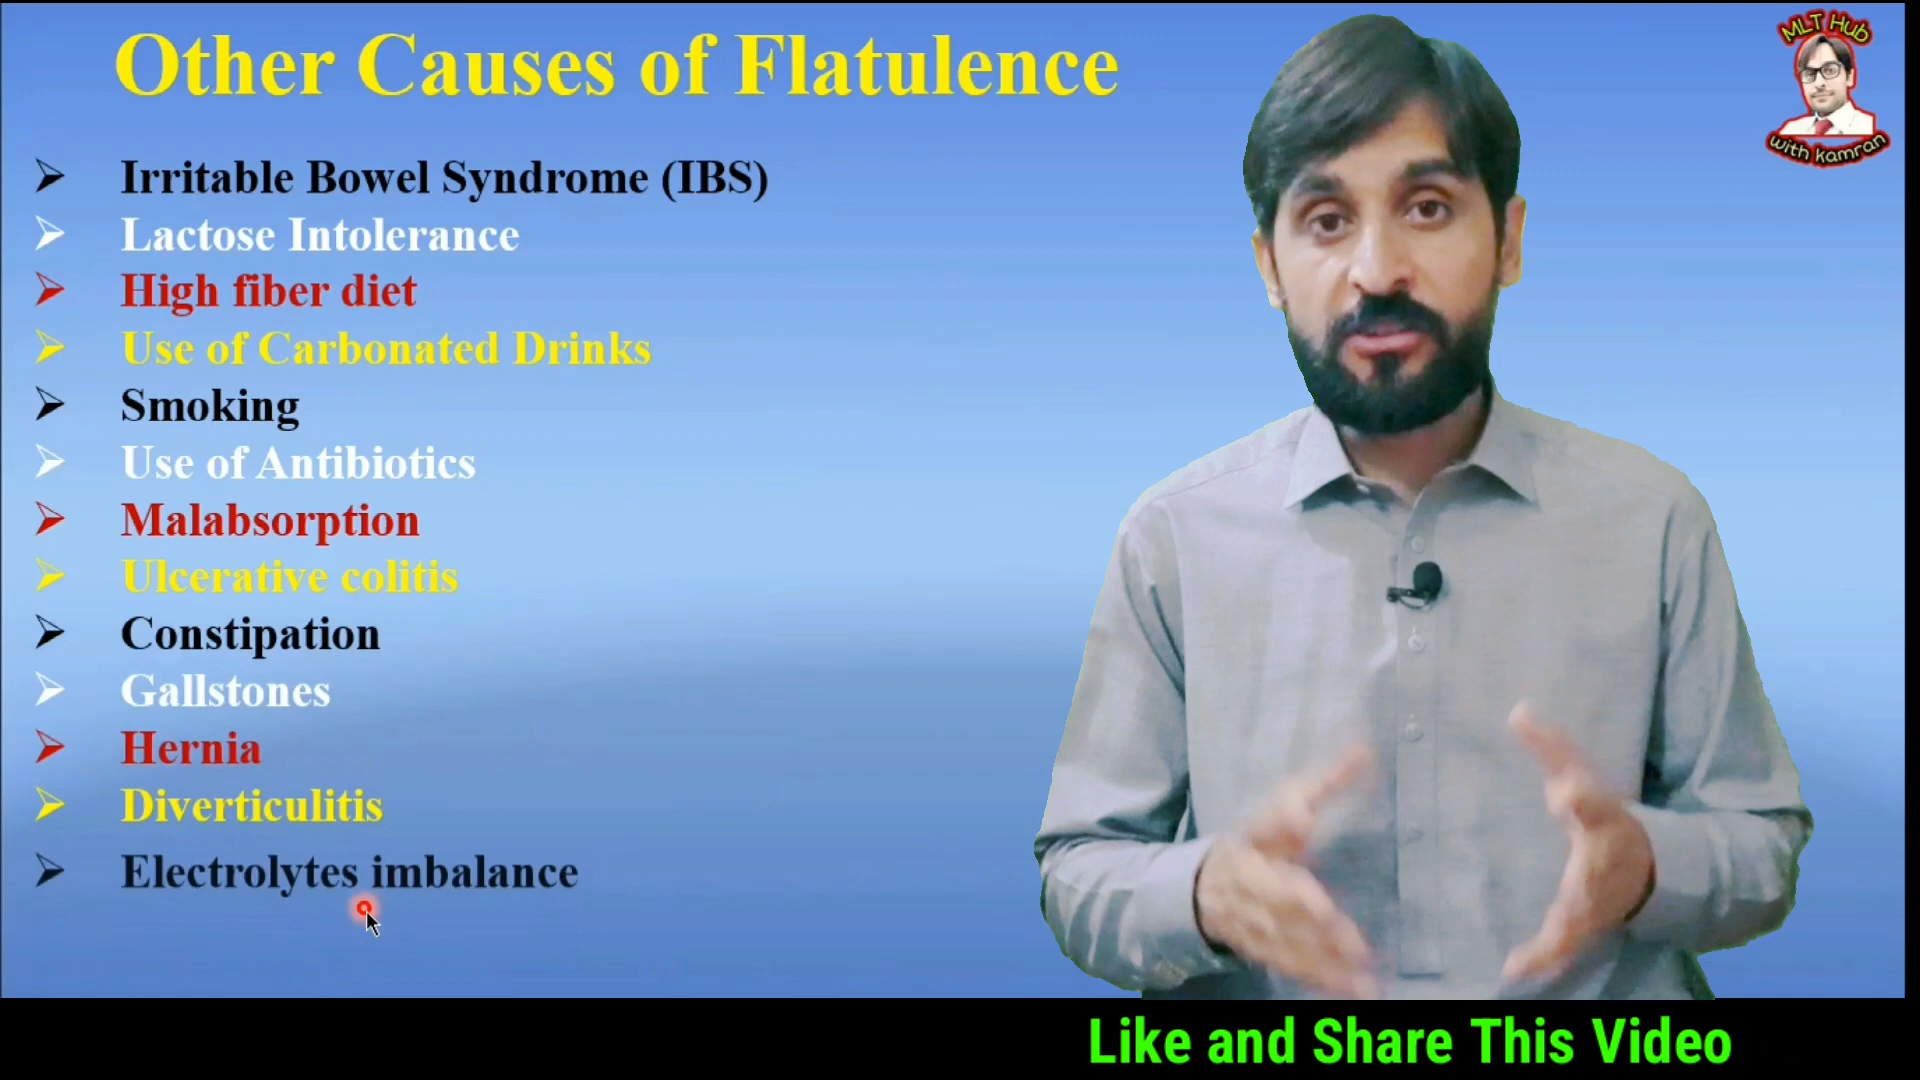 Other Causes of Flatulence
MLT Hub
with kamran
Irritable Bowel Syndrome (IBS)
Lactose Intolerance
High fiber diet
Use of Carbonated Drinks
Smoking
Use of Antibiotics
Malabsorption
Ulcerative colitis
Constipation
Gallstones
Hernia
Diverticulitis
Electrolytes imbalance
Like and Share This Video